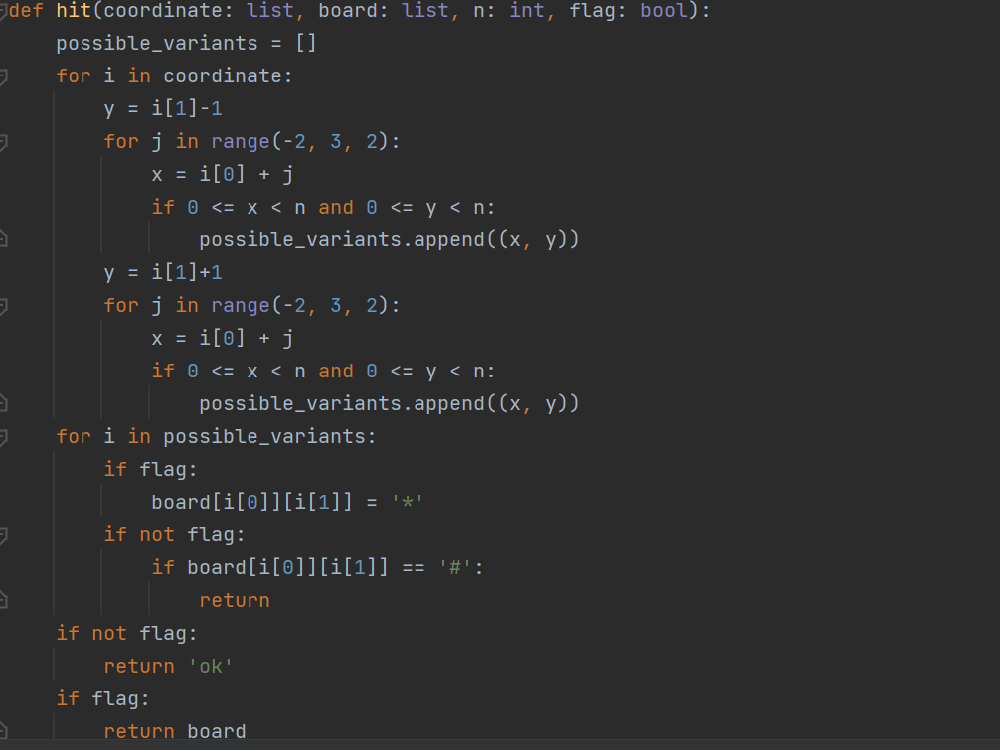 def hit(coordinate: list, board: list, n: int, flag: bool):
    possible_variants = []
    for i in coordinate:
        y = i[1]-1
        for j in range(-2, 3, 2):
            x = i[0] + j
            if 0 <= x < n and 0 <= y < n:
                possible_variants.append((x, y))
        y = i[1]+1
        for j in range(-2, 3, 2):
            x = i[0] + j
            if 0 <= x < n and 0 <= y < n:
                possible_variants.append((x, y))
    for i in possible_variants:
        if flag:
            board[i[0]][i[1]] = '*'
        if not flag:
            if board[i[0]][i[1]] == '#':
                return
    if not flag:
        return 'ok'
    if flag:
        return board